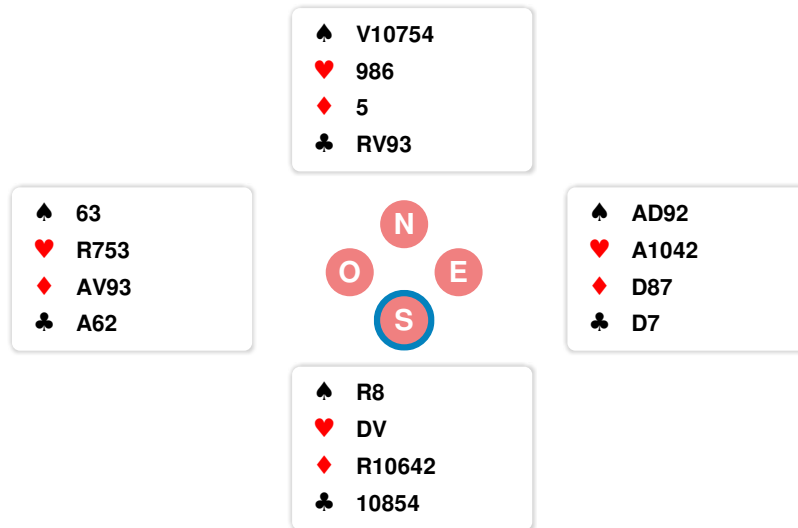 ♠ V10754
♥ 986
♦ 5
♣ RV93
♠ 63
♥ R753
♦ AV93
♣ A62
N
O
E
S
♠ AD92
♥ A1042
♦ D87
♣ D7
♠ R8
♥ DV
♦ R10642
♣ 10854